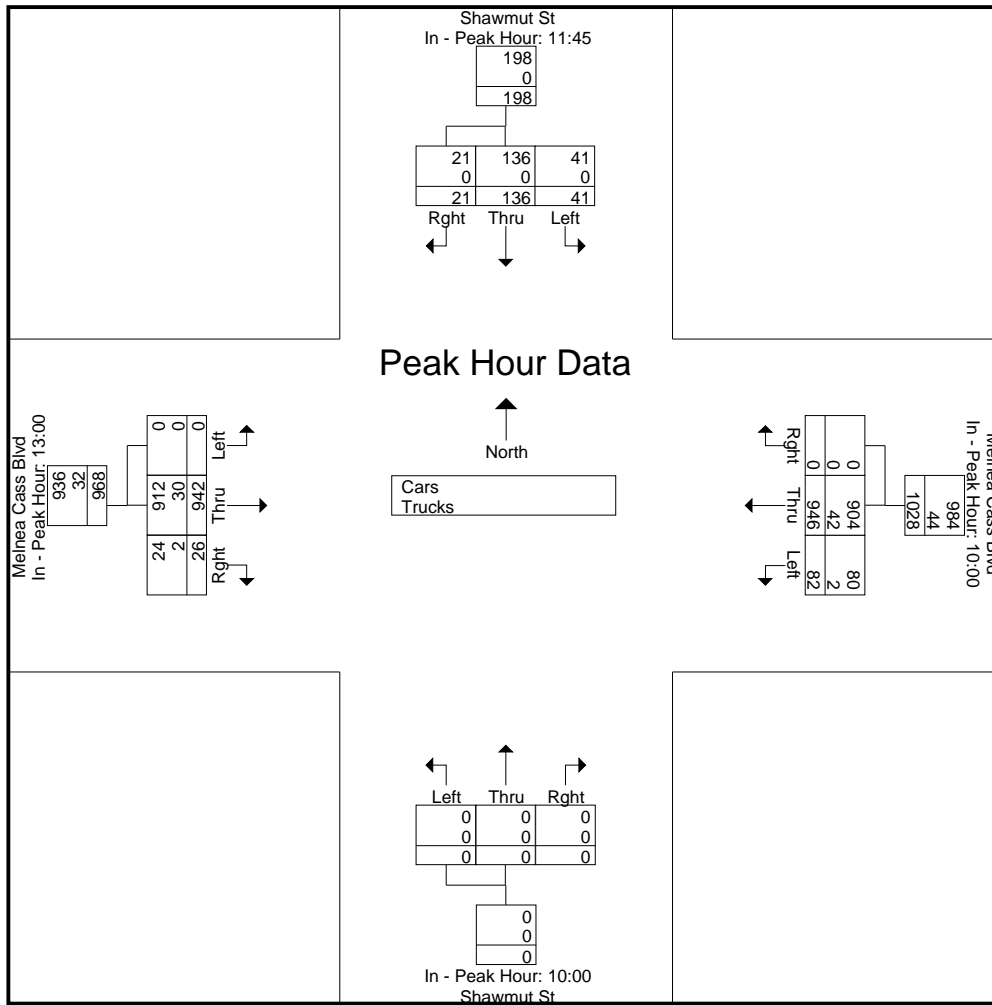 Shawmut St
In - Peak Hour: 11:45
198
0
198
21 136 41
0 0 0
21 136 41
Rght Thru Left
Peak Hour Data
North
Cars
Trucks
Melnea Cass Blvd
In - Peak Hour: 13:00
936
32
968
0 912 24
0 30 2
0 942 26
Left Thru Rght
Melnea Cass Blvd
In - Peak Hour: 10:00
984
44
1028
0 904 80
0 42 2
0 946 82
Rght Thru Left
Left Thru Rght
0 0 0
0 0 0
0 0 0
0
0
0
In - Peak Hour: 10:00
Shawmut St